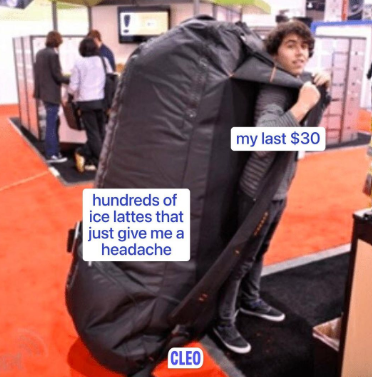 my last $30
hundreds of
ice lattes that
just give me a
headache
CLEO